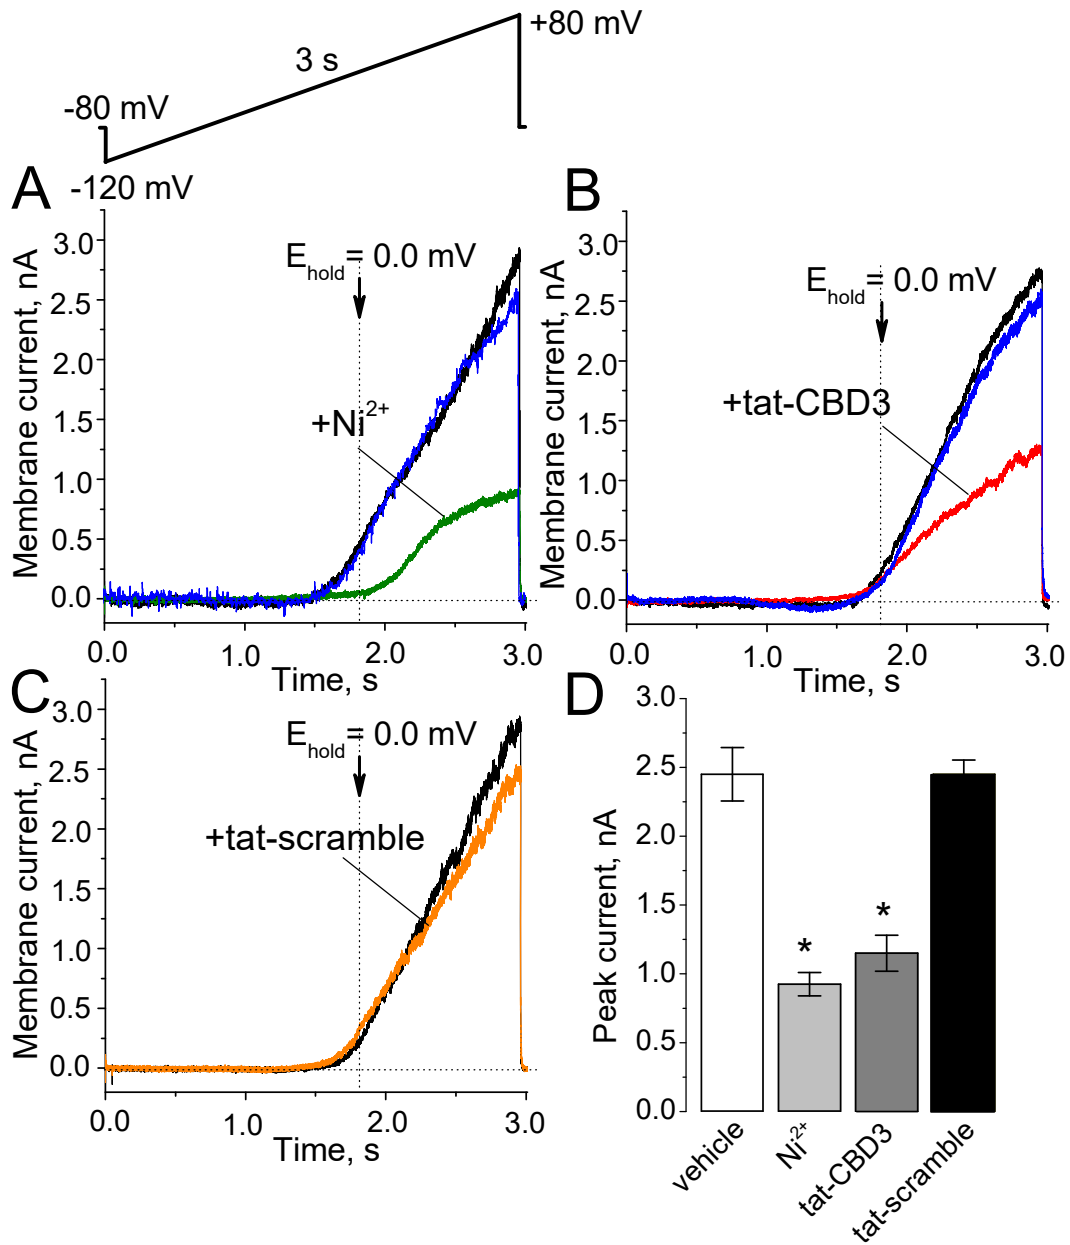 +80 mV
3 s
-80 mV
-120 mV
A
B
E_hold = 0.0 mV
+Ni²⁺
Membrane current, nA
3.0
2.5
2.0
1.5
1.0
0.5
0.0
0.0 1.0 2.0 3.0
Time, s
E_hold = 0.0 mV
+tat-CBD3
Membrane current, nA
3.0
2.5
2.0
1.5
1.0
0.5
0.0
0.0 1.0 2.0 3.0
Time, s
C
D
E_hold = 0.0 mV
+tat-scramble
Membrane current, nA
3.0
2.5
2.0
1.5
1.0
0.5
0.0
0.0 1.0 2.0 3.0
Time, s
Peak current, nA
3.0
2.5
2.0
1.5
1.0
0.5
0.0
* *
vehicle
Ni²⁺
tat-CBD3
tat-scramble